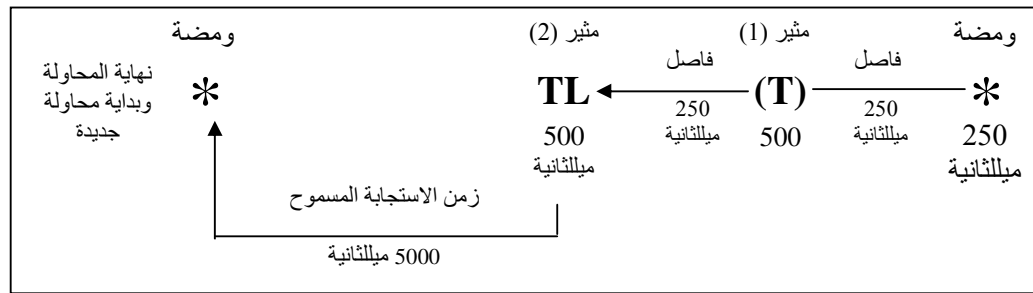 ومضة
مثير (1)
مثير (2)
ومضة
فاصل
فاصل
نهاية المحاولة
وبداية محاولة
جديدة
*
(T)
TL
*
250
ميللثانية
250
ميللثانية
250
ميللثانية
500
500
ميللثانية
زمن الاستجابة المسموح
5000 ميللثانية